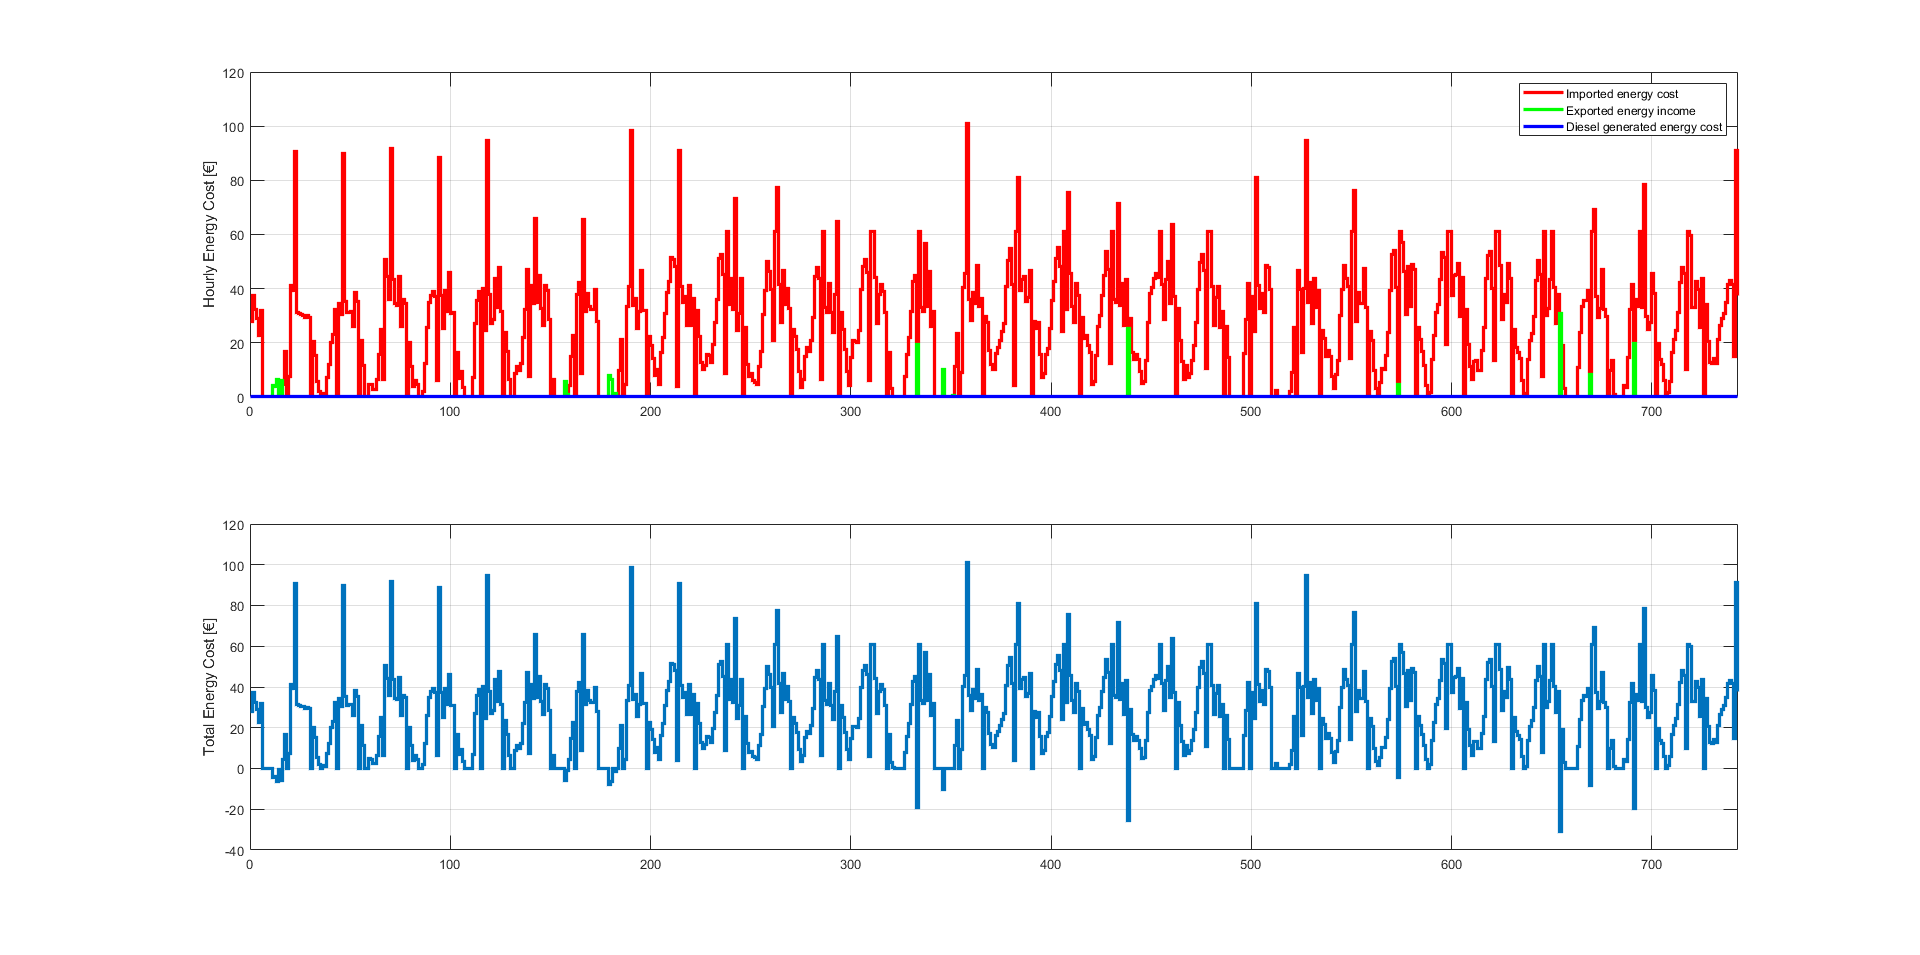 120
100
80
60
40
20
0
Hourly Energy Cost [€]
Imported energy cost
Exported energy income
Diesel generated energy cost
0 100 200 300 400 500 600 700
120
100
80
60
40
20
0
-20
-40
Total Energy Cost [€]
0 100 200 300 400 500 600 700